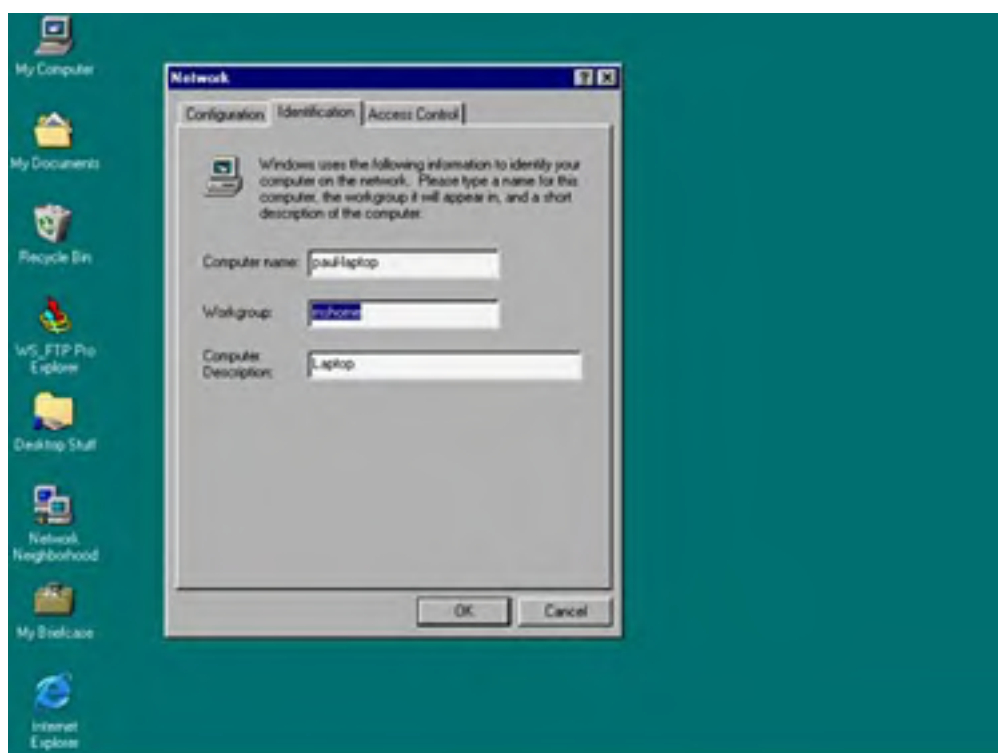 My Computer
My Documents
Recycle Bin
WS_FTP Pro
Explorer
Desktop Stuff
Network
Neighborhood
My Briefcase
Internet
Explorer
Network
Configuration Identification Access Control
Windows uses the following information to identify your
computer on the network. Please type a name for this
computer, the workgroup it will appear in, and a short
description of the computer.
Computer name: paul-laptop
Workgroup: mshome
Computer
Description: Laptop
OK Cancel